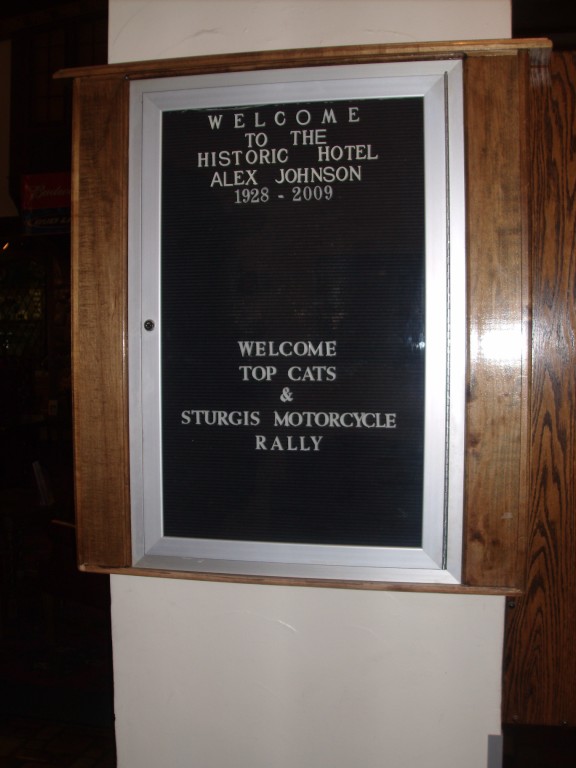 WELCOME
TO THE
HISTORIC HOTEL
ALEX JOHNSON
1928 - 2009
WELCOME
TOP CATS
&
STURGIS MOTORCYCLE
RALLY